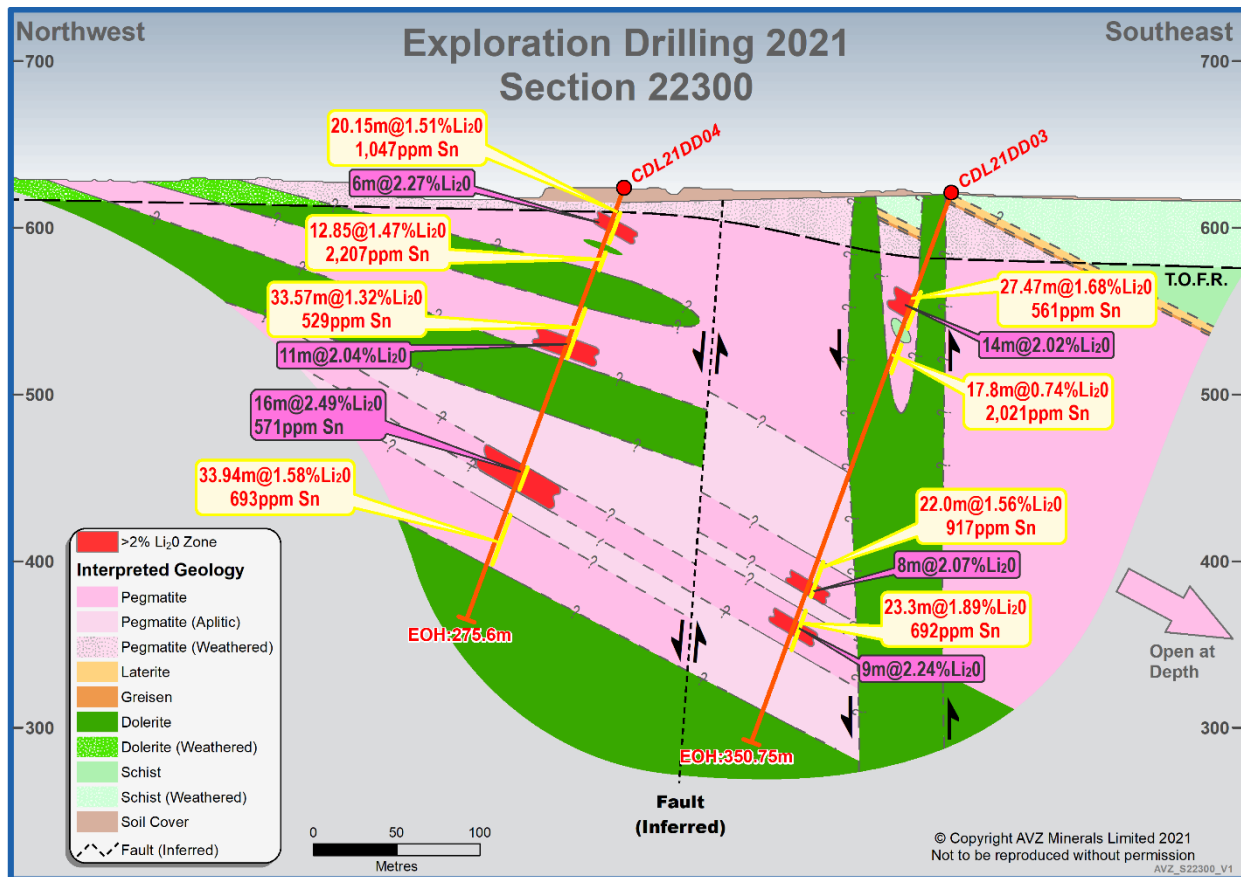 Northwest
Southeast
Exploration Drilling 2021
Section 22300
700
700
CDL21DD04
CDL21DD03
20.15m@1.51%Li₂0
1,047ppm Sn
6m@2.27%Li₂0
600
600
12.85@1.47%Li₂0
2,207ppm Sn
T.O.F.R.
33.57m@1.32%Li₂0
529ppm Sn
27.47m@1.68%Li₂0
561ppm Sn
11m@2.04%Li₂0
14m@2.02%Li₂0
500
500
17.8m@0.74%Li₂0
2,021ppm Sn
16m@2.49%Li₂0
571ppm Sn
33.94m@1.58%Li₂0
693ppm Sn
22.0m@1.56%Li₂0
917ppm Sn
400
400
8m@2.07%Li₂0
23.3m@1.89%Li₂0
692ppm Sn
9m@2.24%Li₂0
EOH:275.6m
Open at
Depth
300
300
EOH:350.75m
>2% Li₂0 Zone
Interpreted Geology
Pegmatite
Pegmatite (Aplitic)
Pegmatite (Weathered)
Laterite
Greisen
Dolerite
Dolerite (Weathered)
Schist
Schist (Weathered)
Soil Cover
Fault (Inferred)
Fault
(Inferred)
0 50 100
Metres
© Copyright AVZ Minerals Limited 2021
Not to be reproduced without permission
AVZ_S22300_V1